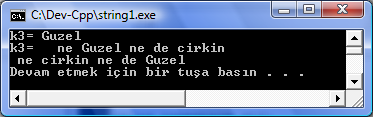 C:\Dev-Cpp\string1.exe
k3= Guzel
k3=   ne Guzel ne de cirkin
 ne cirkin ne de Guzel
Devam etmek için bir tuşa basın . . .